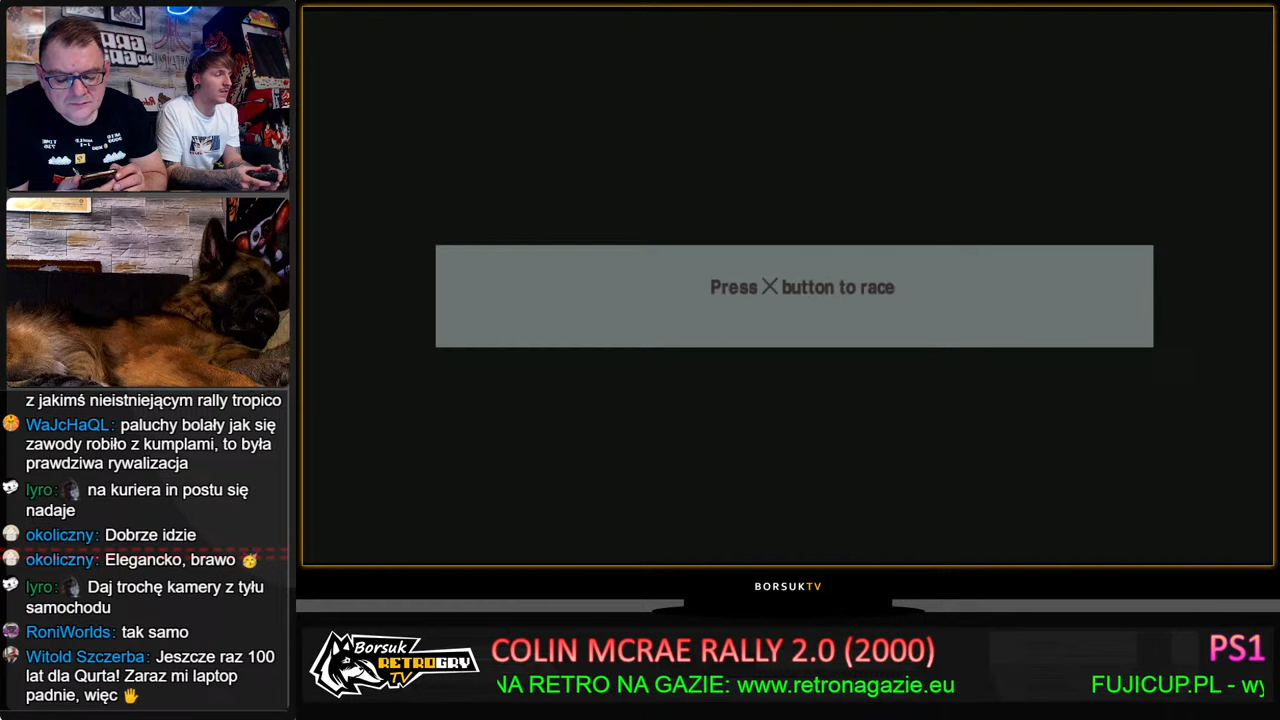 Press X button to race
z jakimś nieistniejącym rally tropico
WaJcHaQL: paluchy bolały jak się
zawody robiło z kumplami, to była
prawdziwa rywalizacja
lyro: na kuriera in postu się
nadaje
okoliczny: Dobrze idzie
okoliczny: Elegancko, brawo 🥳
lyro: Daj trochę kamery z tyłu
samochodu
RoniWorlds: tak samo
Witold Szczerba: Jeszcze raz 100
lat dla Qurta! Zaraz mi laptop
padnie, więc 🖐
BORSUKTV
Borsuk
RETROGRY
TV
COLIN MCRAE RALLY 2.0 (2000)
PS1
NA RETRO NA GAZIE: www.retronagazie.eu
FUJICUP.PL - wy